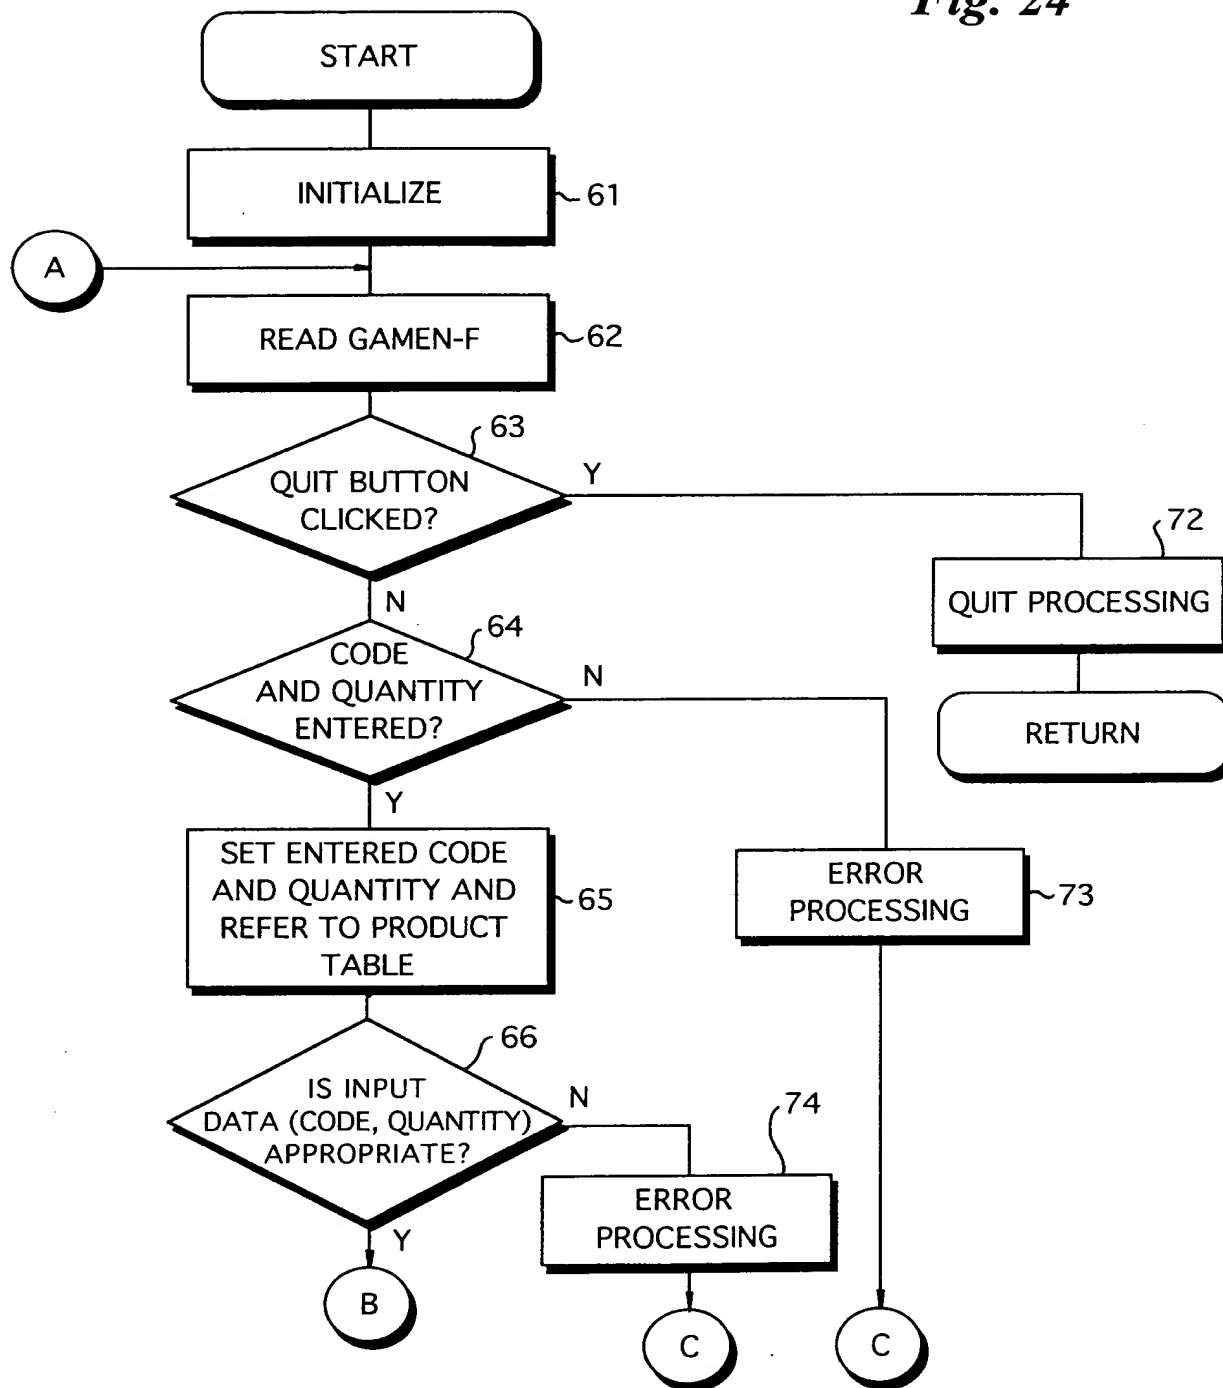 Fig. 24
START
INITIALIZE
61
A
READ GAMEN-F
62
63
QUIT BUTTON
CLICKED?
Y
N
72
QUIT PROCESSING
RETURN
64
CODE
AND QUANTITY
ENTERED?
N
Y
SET ENTERED CODE
AND QUANTITY AND
REFER TO PRODUCT
TABLE
65
ERROR
PROCESSING
73
66
IS INPUT
DATA (CODE, QUANTITY)
APPROPRIATE?
N
Y
74
ERROR
PROCESSING
B
C
C